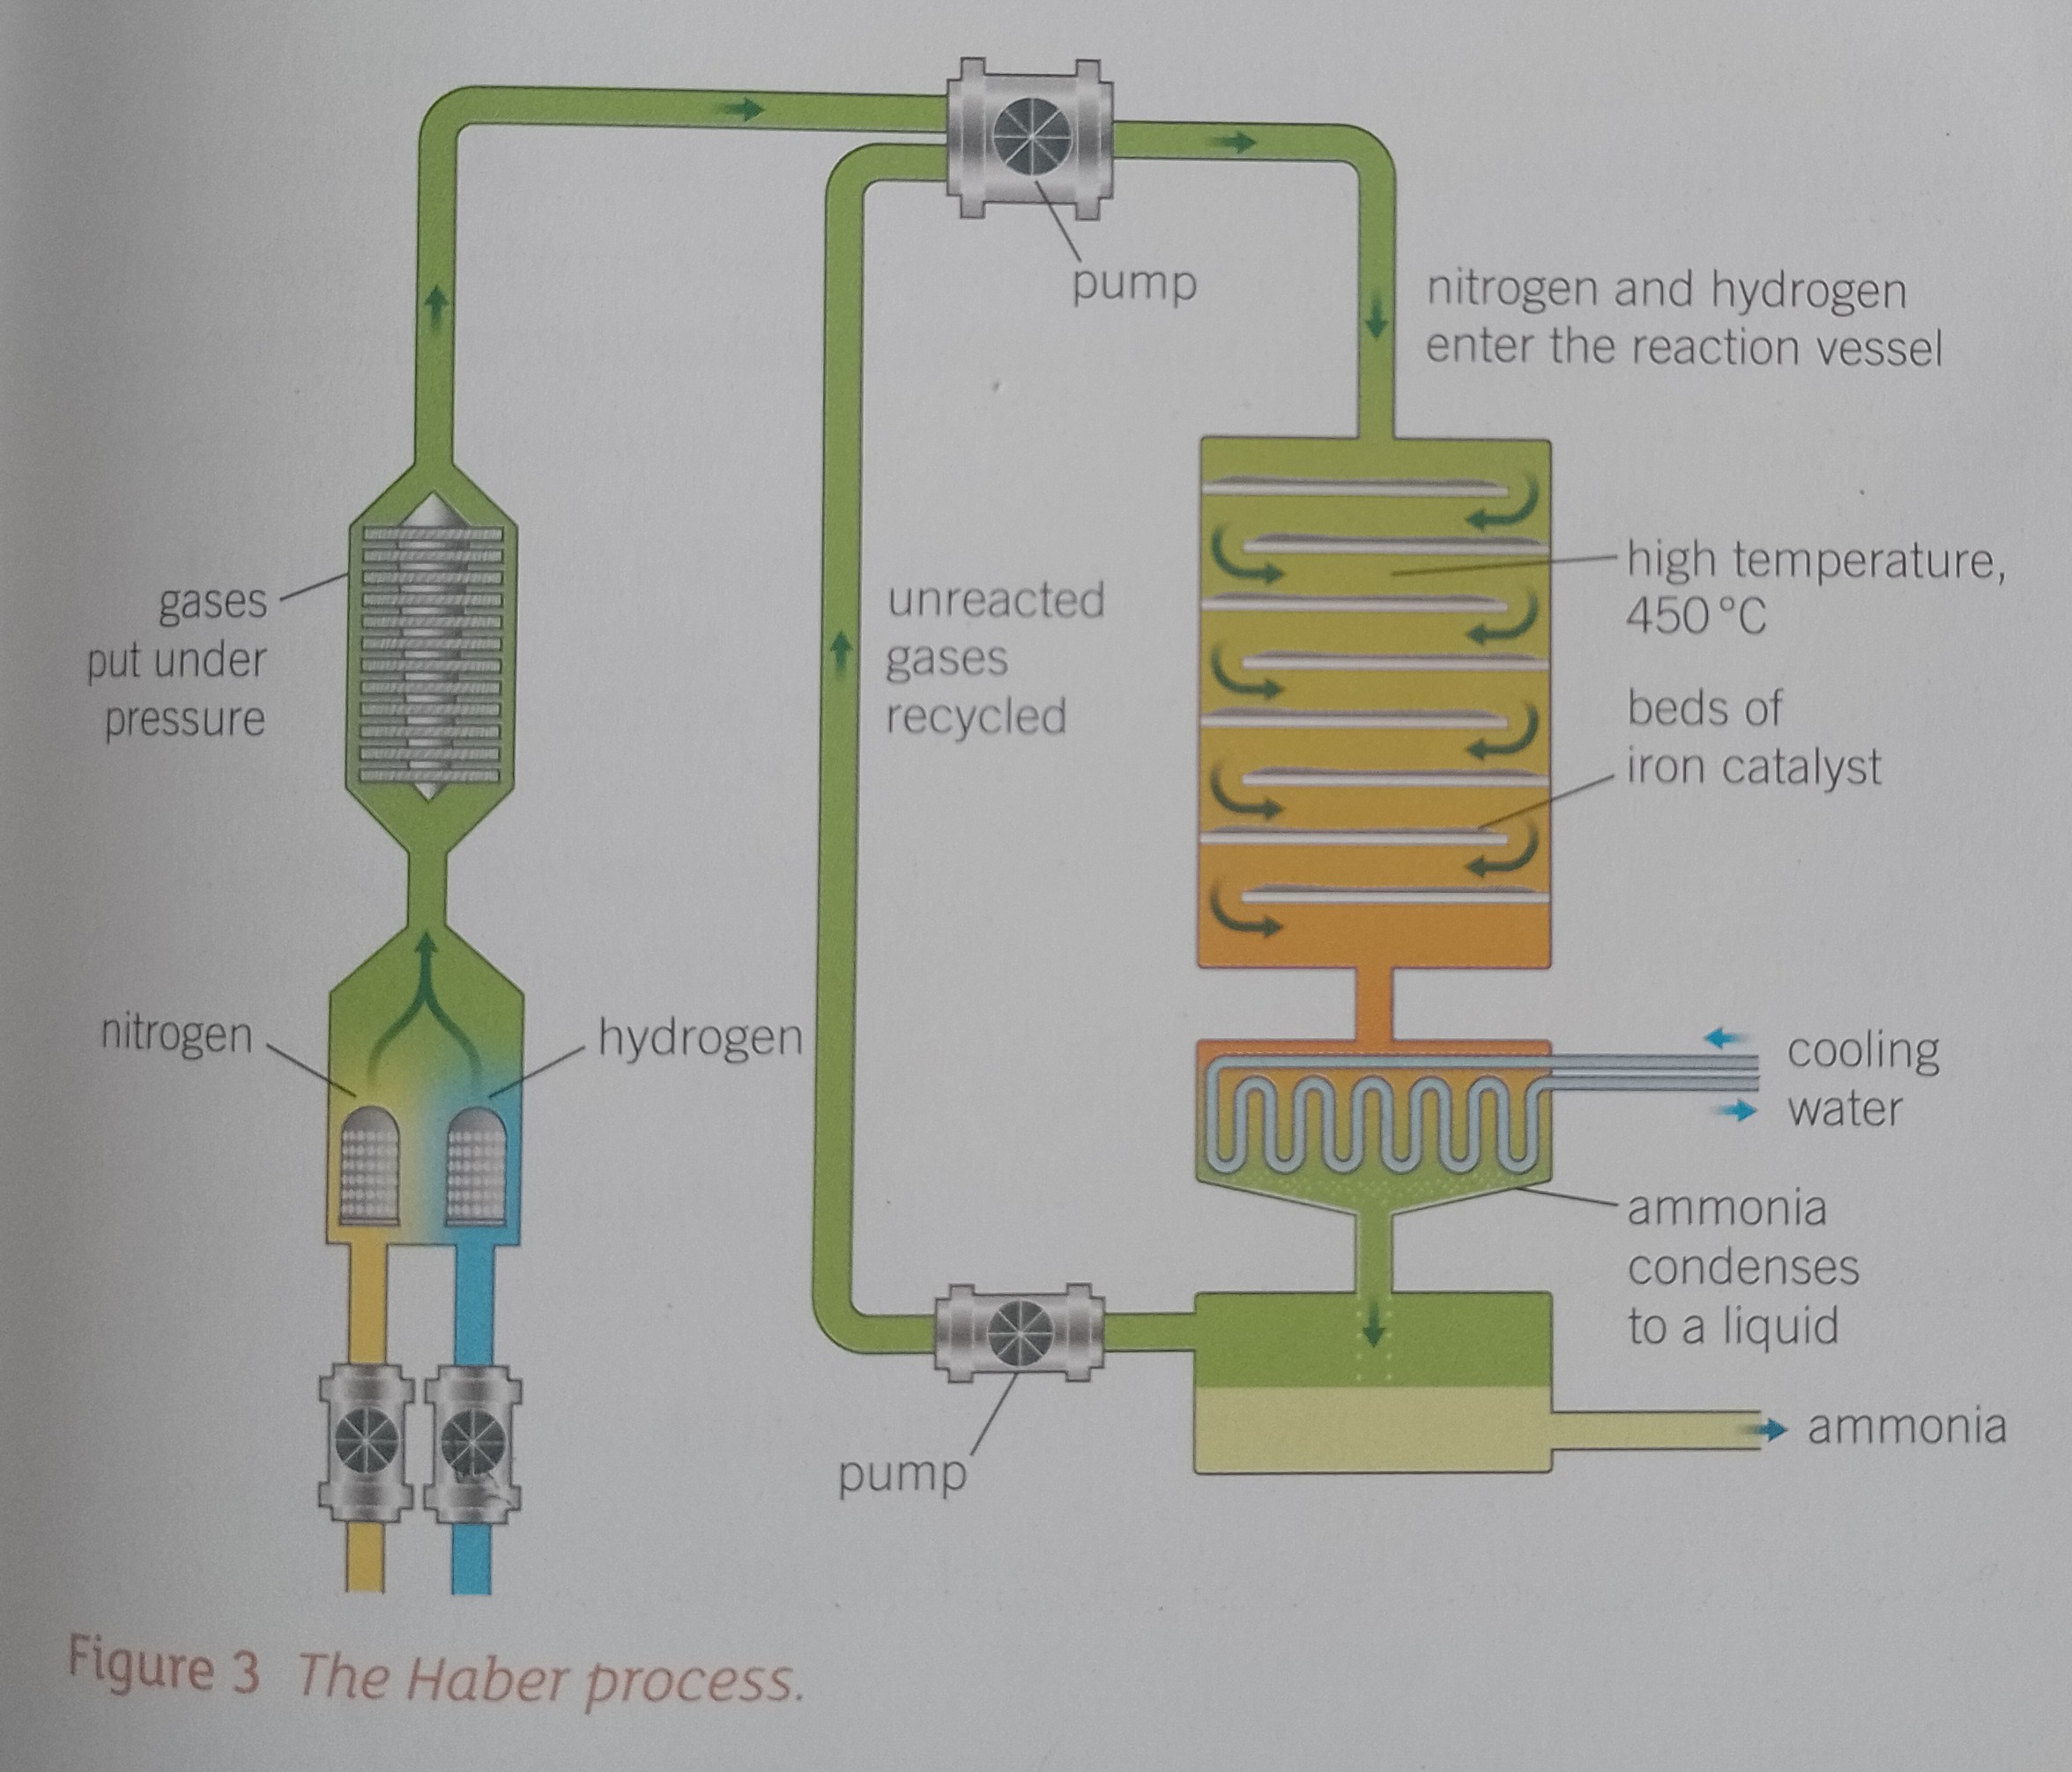 pump
nitrogen and hydrogen
enter the reaction vessel
gases
put under
pressure
unreacted
gases
recycled
high temperature,
450 °C
beds of
iron catalyst
nitrogen
hydrogen
cooling
water
ammonia
condenses
to a liquid
pump
ammonia
Figure 3 The Haber process.